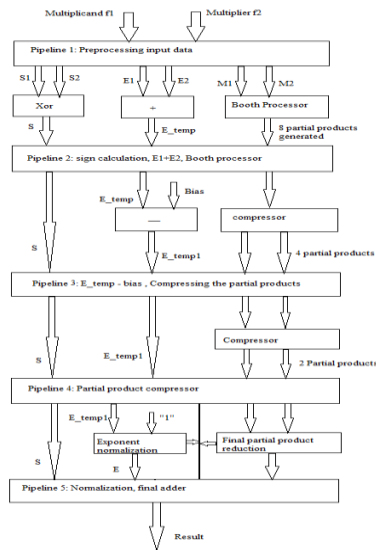 Multiplicand f1 Multiplier f2
Pipeline 1: Preprocessing input data
S1 S2 E1 E2 M1 M2
Xor + Booth Processor
S E_temp 8 partial products
generated
Pipeline 2: sign calculation, E1+E2, Booth processor
E_temp Bias
— compressor
S E_temp1 4 partial products
Pipeline 3: E_temp - bias , Compressing the partial products
Compressor
S E_temp1 2 Partial products
Pipeline 4: Partial product compressor
E_temp1 "1"
Exponent Final partial product
normalization reduction
S E
Pipeline 5: Normalization, final adder
Result